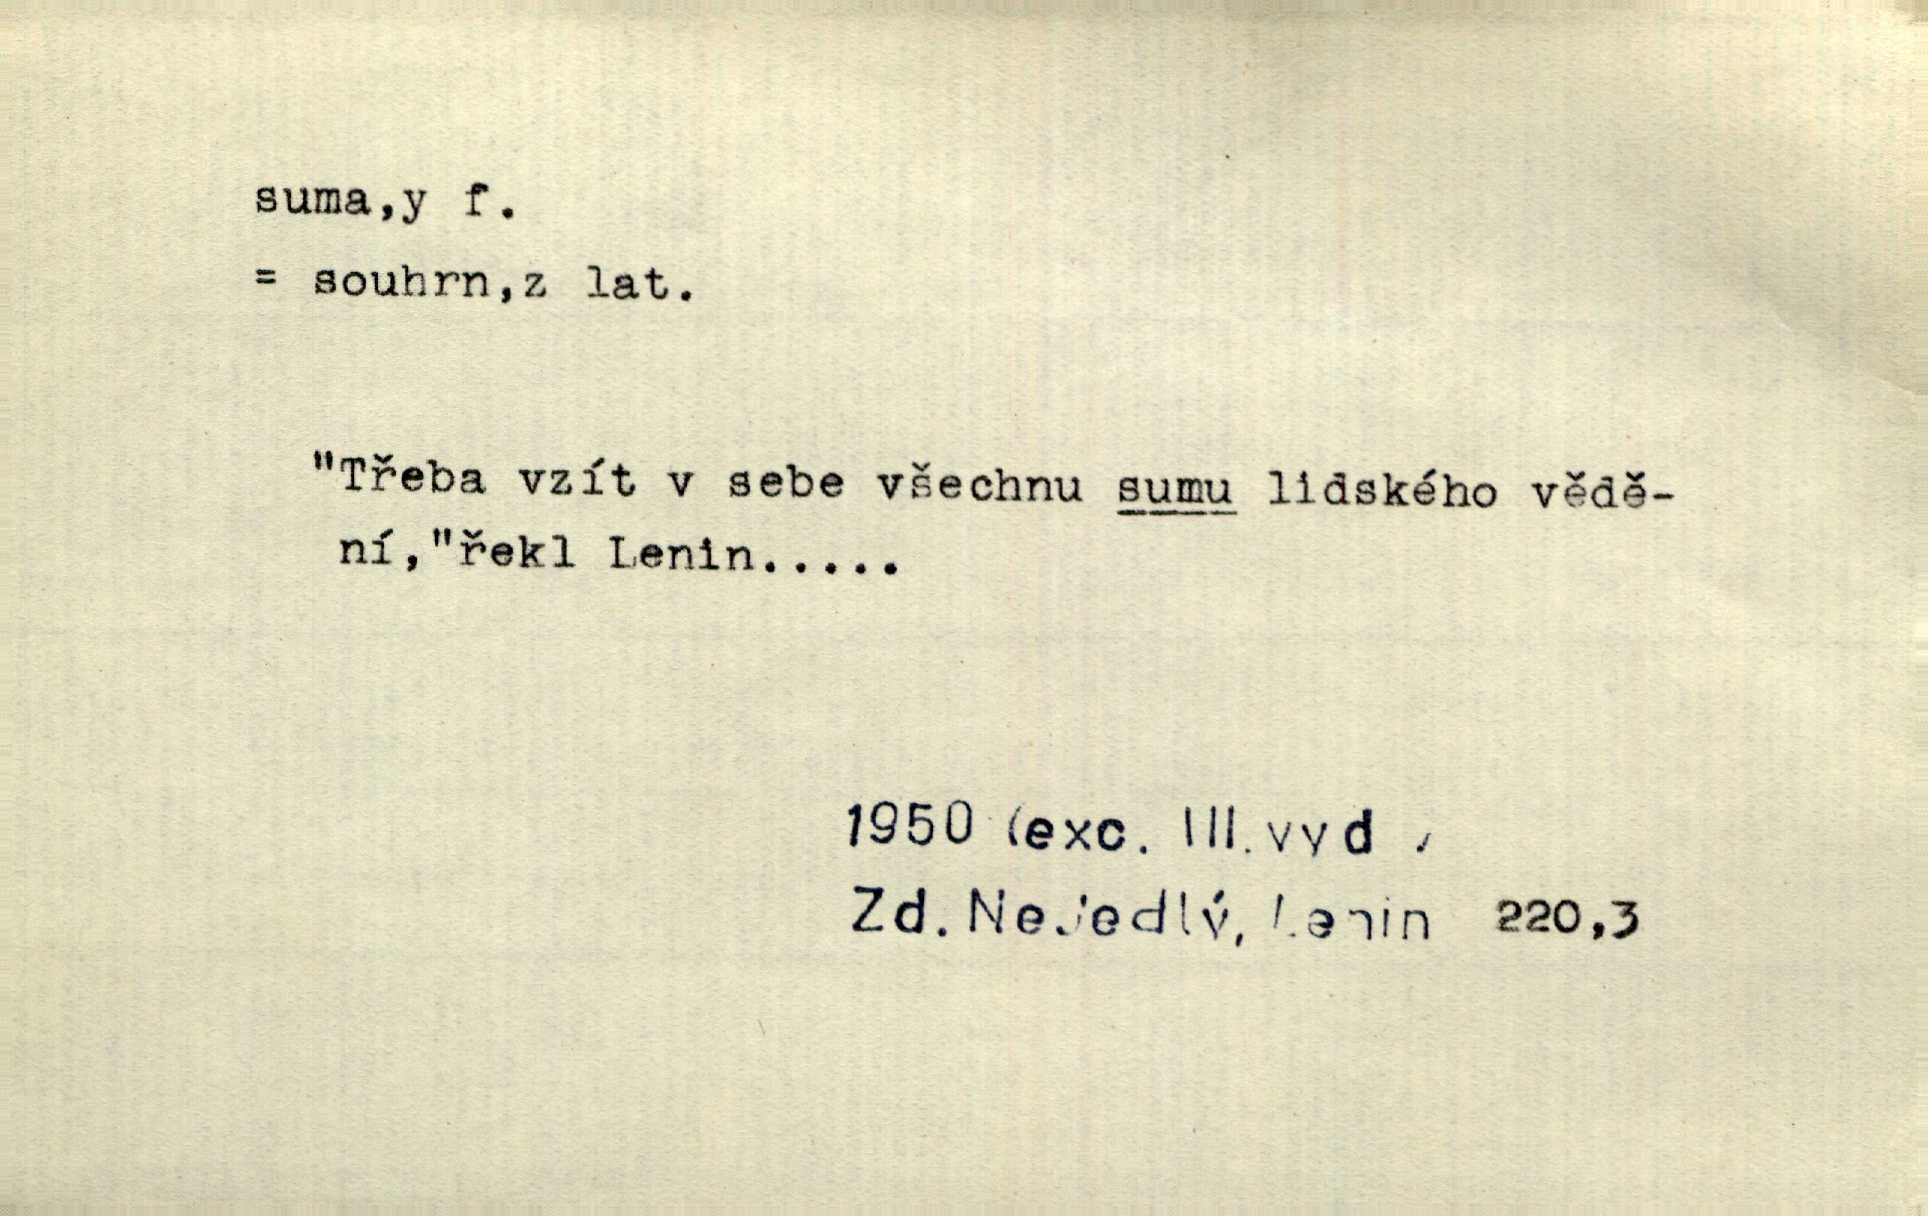 suma,y f.
= souhrn,z lat.
"Třeba vzít v sebe všechnu sumu lidského vědě-
ní,"řekl Lenin.....
1950 (exc. III. vyd.)
Zd. Nejedlý, Lenin 220,3